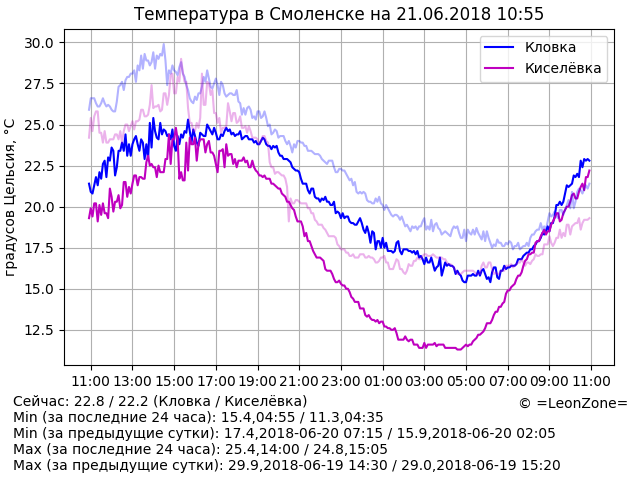 Температура в Смоленске на 21.06.2018 10:55
градусов Цельсия, °C
30.0
27.5
25.0
22.5
20.0
17.5
15.0
12.5
Кловка
Киселёвка
11:00 13:00 15:00 17:00 19:00 21:00 23:00 01:00 03:00 05:00 07:00 09:00 11:00
Сейчас: 22.8 / 22.2 (Кловка / Киселёвка)
© =LeonZone=
Min (за последние 24 часа): 15.4,04:55 / 11.3,04:35
Min (за предыдущие сутки): 17.4,2018-06-20 07:15 / 15.9,2018-06-20 02:05
Max (за последние 24 часа): 25.4,14:00 / 24.8,15:05
Max (за предыдущие сутки): 29.9,2018-06-19 14:30 / 29.0,2018-06-19 15:20